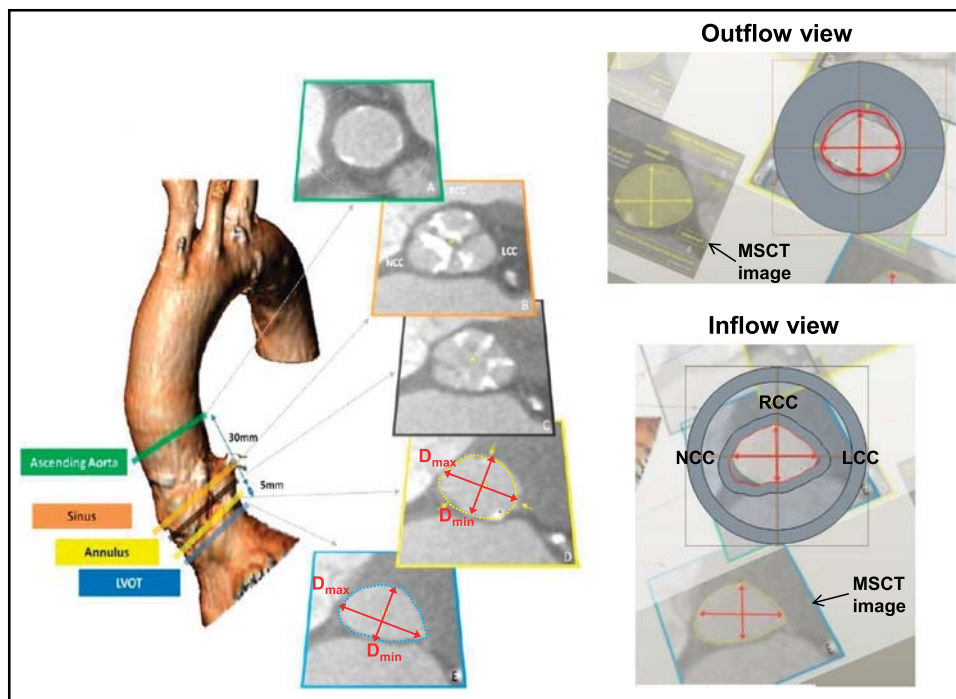 Outflow view
A
RCC
NCC
LCC
B
MSCT
image
Inflow view
C
RCC
NCC
LCC
30mm
Ascending Aorta
5mm
Dmax
Dmin
D
Sinus
Annulus
LVOT
Dmax
Dmin
E
MSCT
image
E